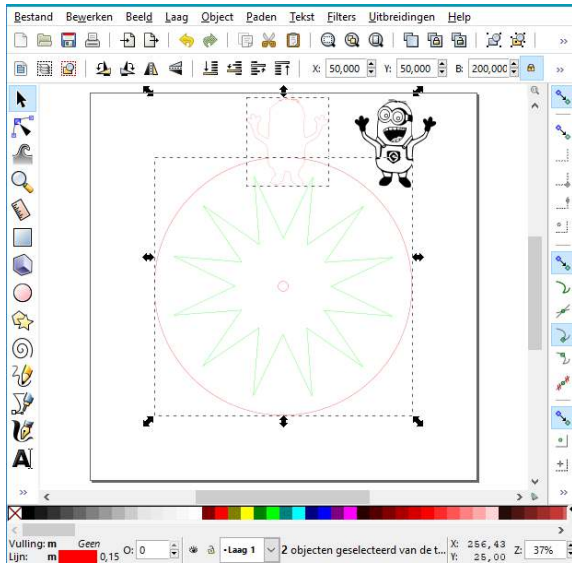 Bestand Bewerken Beeld Laag Object Paden Tekst Filters Uitbreidingen Help
X: 50,000 Y: 50,000 B: 200,000 »
»
»
»
Vulling: m Geen
Lijn: m 0,15 O: 0 •Laag 1 2 objecten geselecteerd van de t... X: 256,43 Y: 25,00 Z: 37%